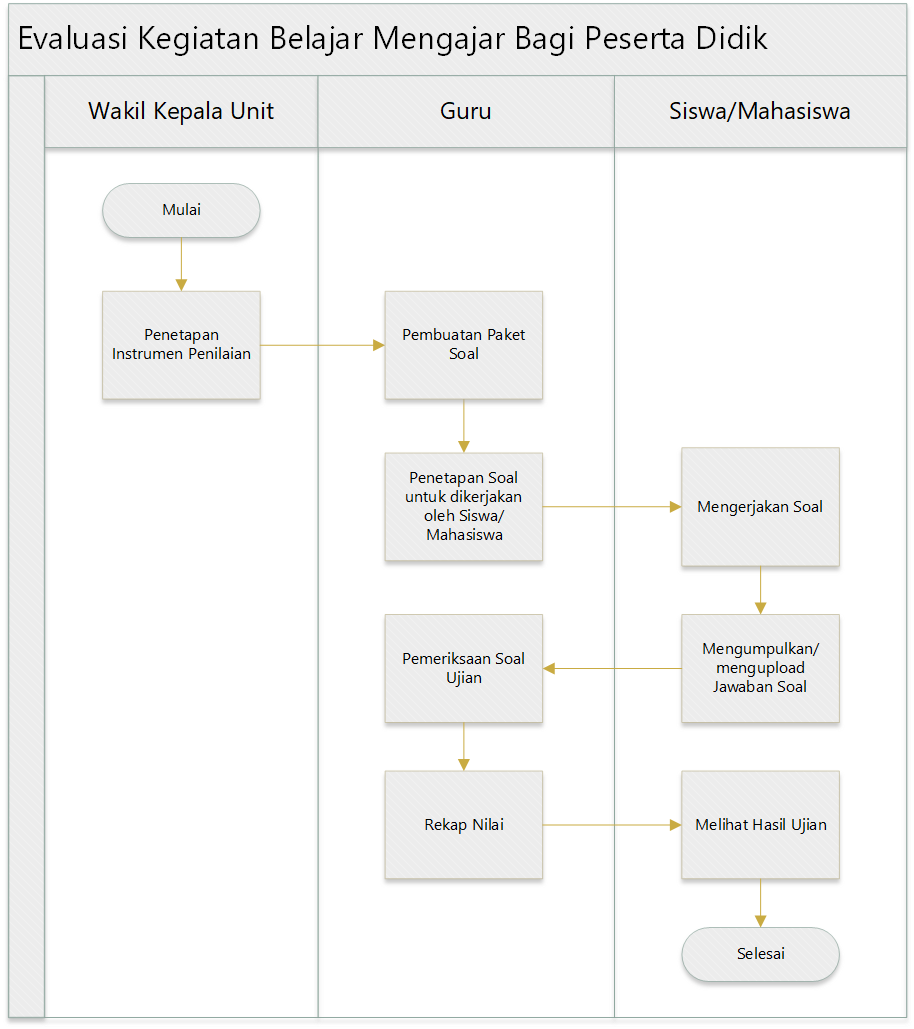 Evaluasi Kegiatan Belajar Mengajar Bagi Peserta Didik
Wakil Kepala Unit
Guru
Siswa/Mahasiswa
Mulai
Penetapan
Instrumen Penilaian
Pembuatan Paket
Soal
Penetapan Soal
untuk dikerjakan
oleh Siswa/
Mahasiswa
Mengerjakan Soal
Mengumpulkan/
mengupload
Jawaban Soal
Pemeriksaan Soal
Ujian
Rekap Nilai
Melihat Hasil Ujian
Selesai